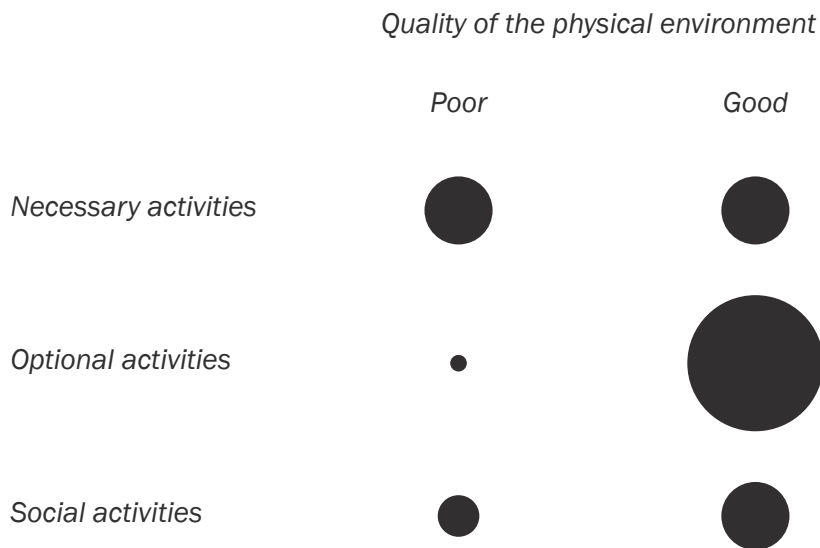 Quality of the physical environment
Poor Good
Necessary activities
Optional activities
Social activities